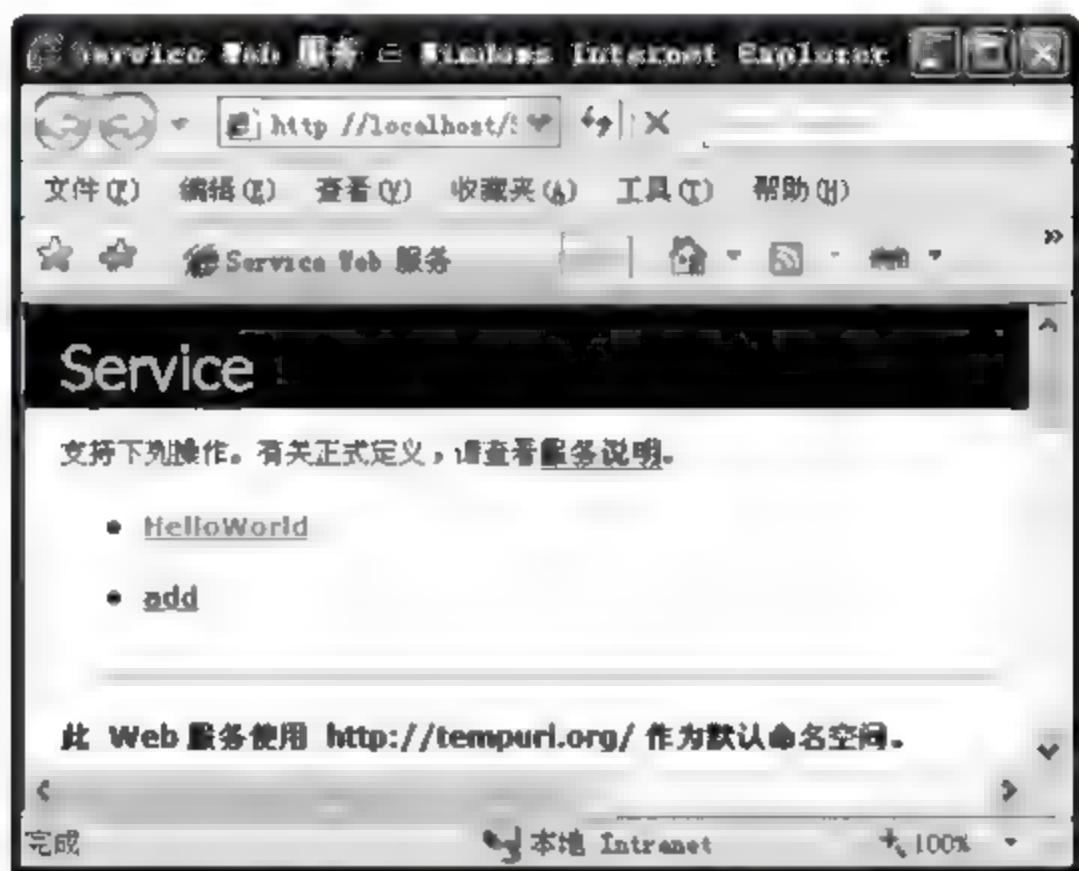 Service Web 服务 - Windows Internet Explorer
http://localhost/
文件(F) 编辑(E) 查看(V) 收藏夹(A) 工具(T) 帮助(H)
Service Web 服务
Service
支持下列操作。有关正式定义，请查看服务说明。
HelloWorld
add
此 Web 服务使用 http://tempuri.org/ 作为默认命名空间。
完成 本地 Intranet 100%